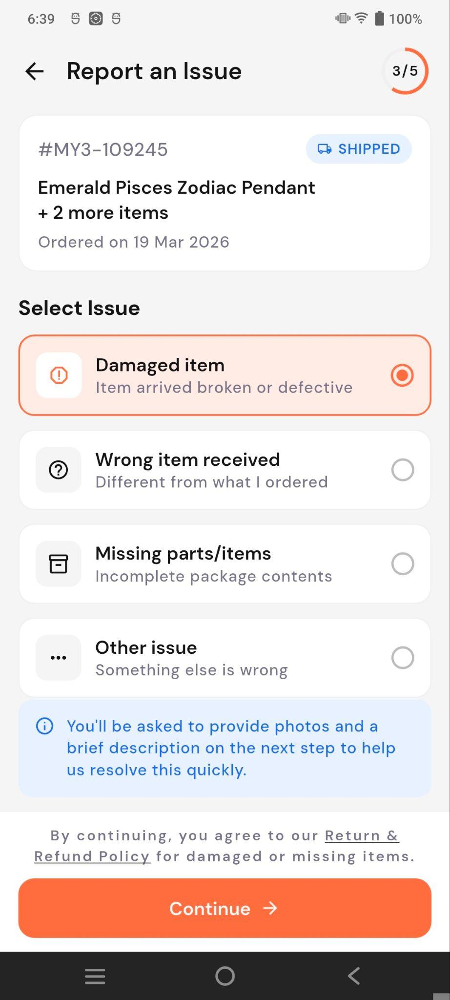 6:39
100%
Report an Issue
3/5
#MY3-109245
SHIPPED
Emerald Pisces Zodiac Pendant
+ 2 more items
Ordered on 19 Mar 2026
Select Issue
Damaged item
Item arrived broken or defective
Wrong item received
Different from what I ordered
Missing parts/items
Incomplete package contents
Other issue
Something else is wrong
You'll be asked to provide photos and a
brief description on the next step to help
us resolve this quickly.
By continuing, you agree to our Return &
Refund Policy for damaged or missing items.
Continue →